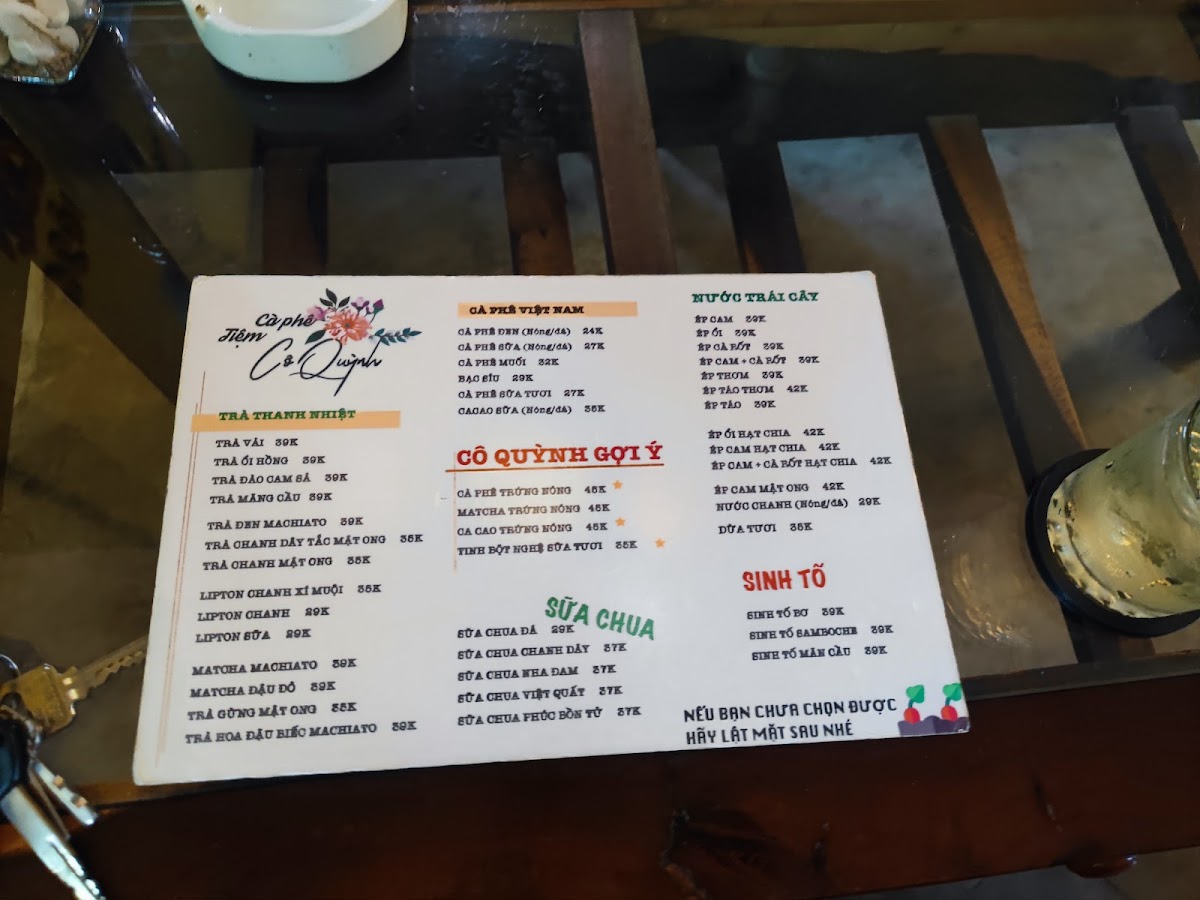 Cà phê
Tiệm
Cô Quỳnh
TRÀ THANH NHIỆT
TRÀ VẢI 39K
TRÀ ỔI HỒNG 39K
TRÀ ĐÀO CAM SẢ 39K
TRÀ MÃNG CẦU 39K
TRÀ ĐEN MACHIATO 39K
TRÀ CHANH DÂY TẮC MẬT ONG 35K
TRÀ CHANH MẬT ONG 35K
LIPTON CHANH XÍ MUỘI 35K
LIPTON CHANH 29K
LIPTON SỮA 29K
MATCHA MACHIATO 39K
MATCHA ĐẬU ĐỎ 39K
TRÀ GỪNG MẬT ONG 35K
TRÀ HOA ĐẬU BIẾC MACHIATO 39K
CÀ PHÊ VIỆT NAM
CÀ PHÊ ĐEN (Nóng/đá) 24K
CÀ PHÊ SỮA (Nóng/đá) 27K
CÀ PHÊ MUỐI 32K
BẠC SỈU 29K
CÀ PHÊ SỮA TƯƠI 27K
CACAO SỮA (Nóng/đá) 35K
CÔ QUỲNH GỢI Ý
CÀ PHÊ TRỨNG NÓNG 45K
MATCHA TRỨNG NÓNG 45K
CA CAO TRỨNG NÓNG 45K
TINH BỘT NGHỆ SỮA TƯƠI 35K
SỮA CHUA
SỮA CHUA ĐÁ 29K
SỮA CHUA CHANH DÂY 37K
SỮA CHUA NHA ĐAM 37K
SỮA CHUA VIỆT QUẤT 37K
SỮA CHUA PHÚC BỒN TỬ 37K
NƯỚC TRÁI CÂY
ÉP CAM 39K
ÉP ỔI 39K
ÉP CÀ RỐT 39K
ÉP CAM + CÀ RỐT 39K
ÉP THƠM 39K
ÉP TÁO THƠM 42K
ÉP TÁO 39K
ÉP ỔI HẠT CHIA 42K
ÉP CAM HẠT CHIA 42K
ÉP CAM + CÀ RỐT HẠT CHIA 42K
ÉP CAM MẬT ONG 42K
NƯỚC CHANH (Nóng/đá) 29K
DỪA TƯƠI 35K
SINH TỐ
SINH TỐ BƠ 39K
SINH TỐ SAMBOCHE 39K
SINH TỐ MÃN CẦU 39K
NẾU BẠN CHƯA CHỌN ĐƯỢC
HÃY LẬT MẶT SAU NHÉ